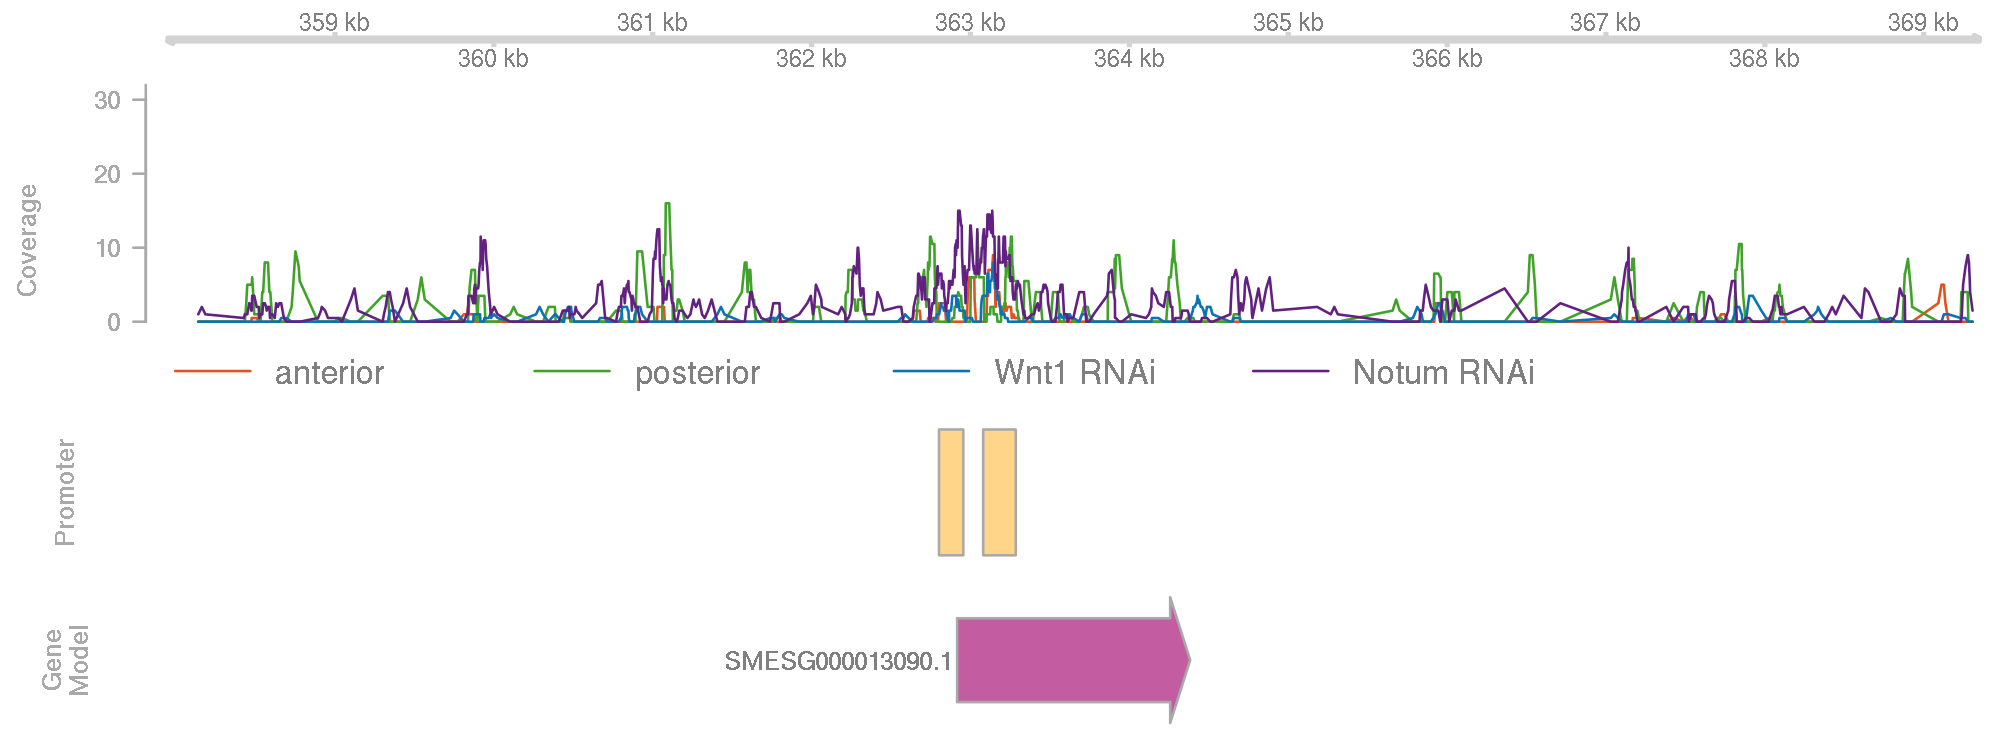 359 kb 361 kb 363 kb 365 kb 367 kb 369 kb
360 kb 362 kb 364 kb 366 kb 368 kb
Coverage
30
20
10
0
anterior posterior Wnt1 RNAi Notum RNAi
Promoter
Gene
Model
SMESG000013090.1